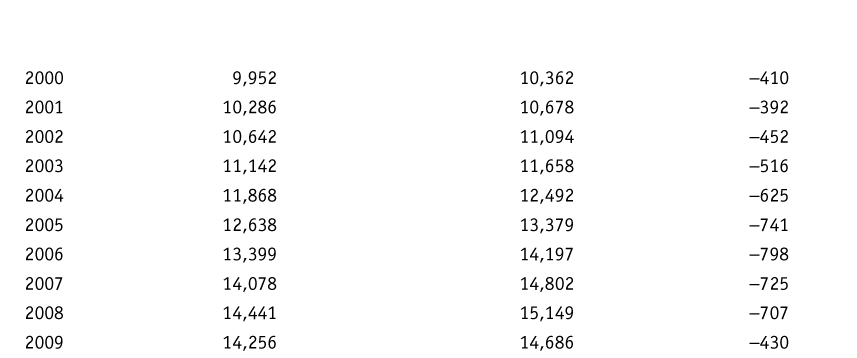 2000 9,952 10,362 –410
2001 10,286 10,678 –392
2002 10,642 11,094 –452
2003 11,142 11,658 –516
2004 11,868 12,492 –625
2005 12,638 13,379 –741
2006 13,399 14,197 –798
2007 14,078 14,802 –725
2008 14,441 15,149 –707
2009 14,256 14,686 –430